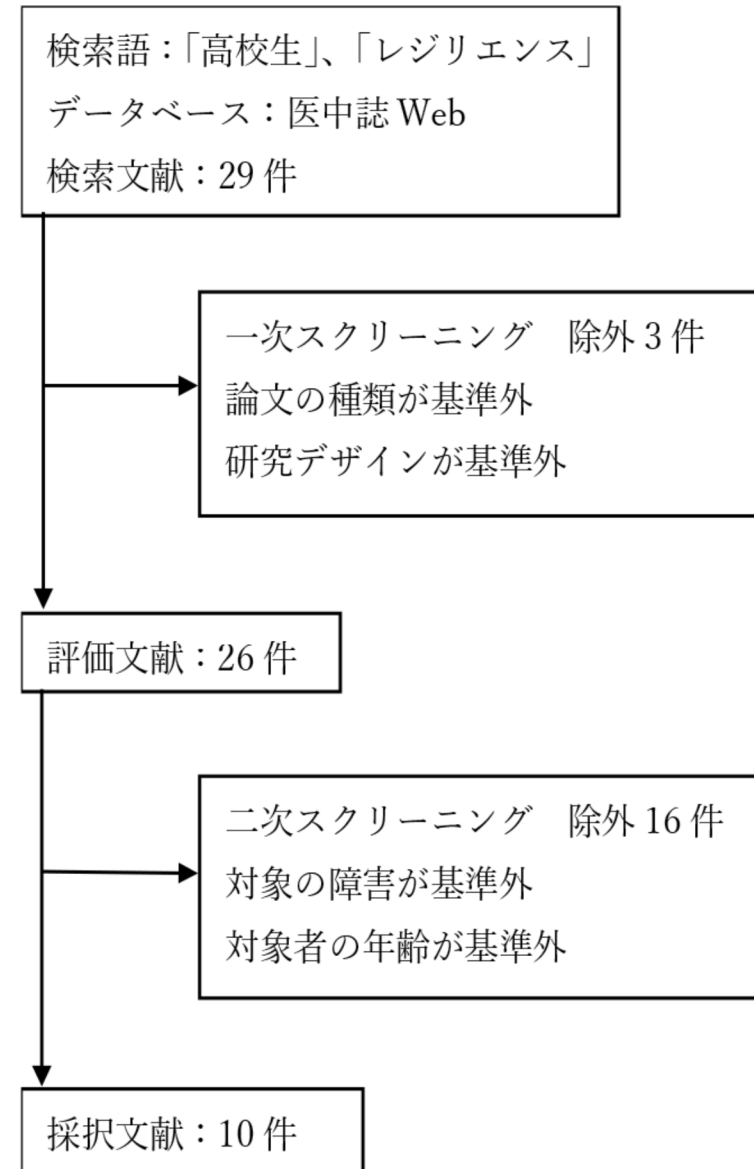 検索語：「高校生」、「レジリエンス」
データベース：医中誌 Web
検索文献：29 件
一次スクリーニング　除外 3 件
論文の種類が基準外
研究デザインが基準外
評価文献：26 件
二次スクリーニング　除外 16 件
対象の障害が基準外
対象者の年齢が基準外
採択文献：10 件